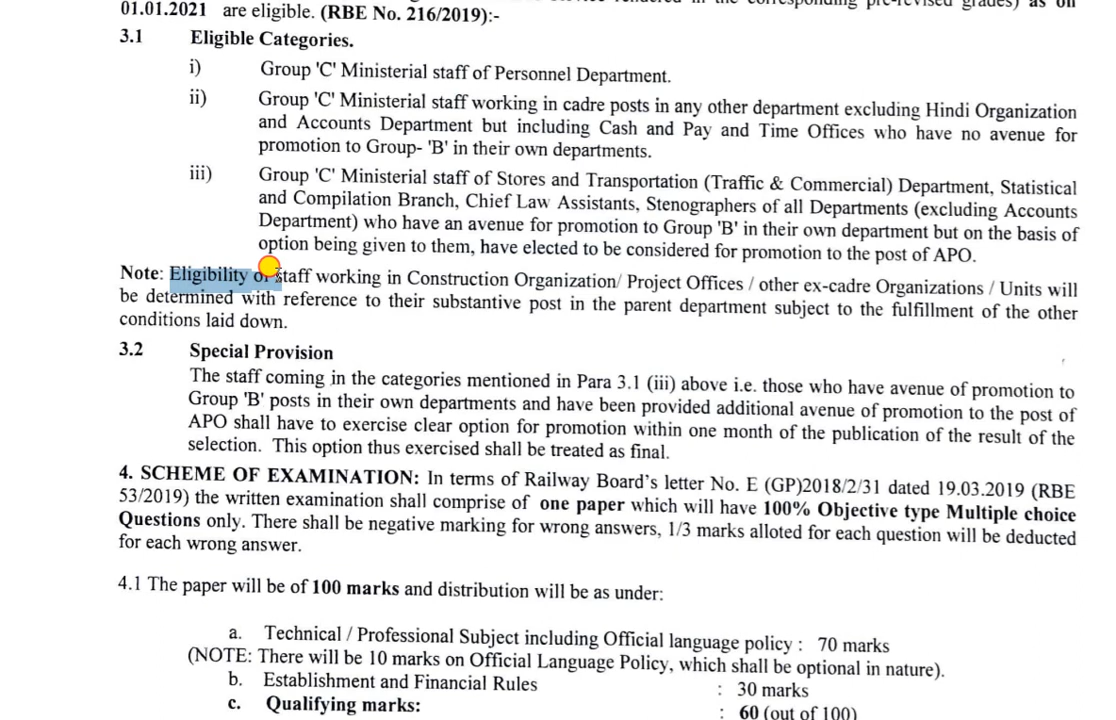 01.01.2021 are eligible. (RBE No. 216/2019):-
3.1 Eligible Categories.
i) Group 'C' Ministerial staff of Personnel Department.
ii) Group 'C' Ministerial staff working in cadre posts in any other department excluding Hindi Organization
and Accounts Department but including Cash and Pay and Time Offices who have no avenue for
promotion to Group- 'B' in their own departments.
iii) Group 'C' Ministerial staff of Stores and Transportation (Traffic & Commercial) Department, Statistical
and Compilation Branch, Chief Law Assistants, Stenographers of all Departments (excluding Accounts
Department) who have an avenue for promotion to Group 'B' in their own department but on the basis of
option being given to them, have elected to be considered for promotion to the post of APO.
Note: Eligibility of staff working in Construction Organization/ Project Offices / other ex-cadre Organizations / Units will
be determined with reference to their substantive post in the parent department subject to the fulfillment of the other
conditions laid down.
3.2 Special Provision
The staff coming in the categories mentioned in Para 3.1 (iii) above i.e. those who have avenue of promotion to
Group 'B' posts in their own departments and have been provided additional avenue of promotion to the post of
APO shall have to exercise clear option for promotion within one month of the publication of the result of the
selection. This option thus exercised shall be treated as final.
4. SCHEME OF EXAMINATION: In terms of Railway Board's letter No. E (GP)2018/2/31 dated 19.03.2019 (RBE
53/2019) the written examination shall comprise of one paper which will have 100% Objective type Multiple choice
Questions only. There shall be negative marking for wrong answers, 1/3 marks alloted for each question will be deducted
for each wrong answer.
4.1 The paper will be of 100 marks and distribution will be as under:
a. Technical / Professional Subject including Official language policy : 70 marks
(NOTE: There will be 10 marks on Official Language Policy, which shall be optional in nature).
b. Establishment and Financial Rules : 30 marks
c. Qualifying marks: : 60 (out of 100)